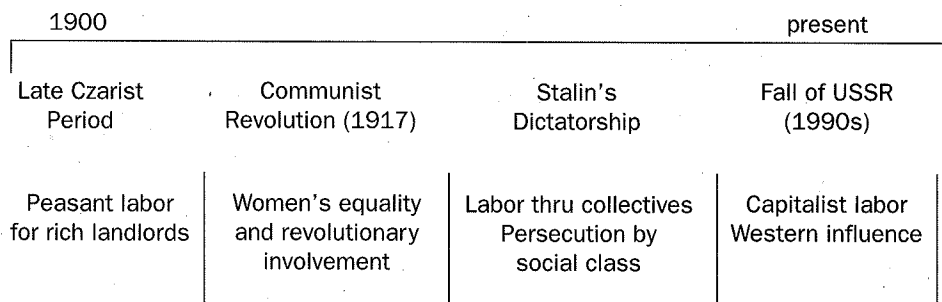 1900 present
Late Czarist
Period
Communist
Revolution (1917)
Stalin's
Dictatorship
Fall of USSR
(1990s)
Peasant labor
for rich landlords
Women's equality
and revolutionary
involvement
Labor thru collectives
Persecution by
social class
Capitalist labor
Western influence